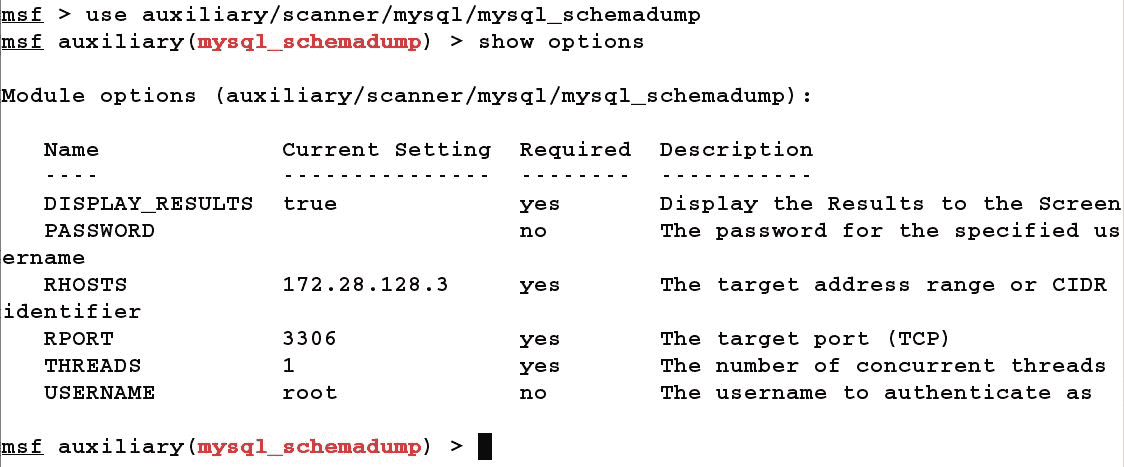 msf > use auxiliary/scanner/mysql/mysql_schemadump
msf auxiliary(mysql_schemadump) > show options
Module options (auxiliary/scanner/mysql/mysql_schemadump):
Name Current Setting Required Description
---- --------------- -------- -----------
DISPLAY_RESULTS true yes Display the Results to the Screen
PASSWORD no The password for the specified us
ername
RHOSTS 172.28.128.3 yes The target address range or CIDR
identifier
RPORT 3306 yes The target port (TCP)
THREADS 1 yes The number of concurrent threads
USERNAME root no The username to authenticate as
msf auxiliary(mysql_schemadump) >